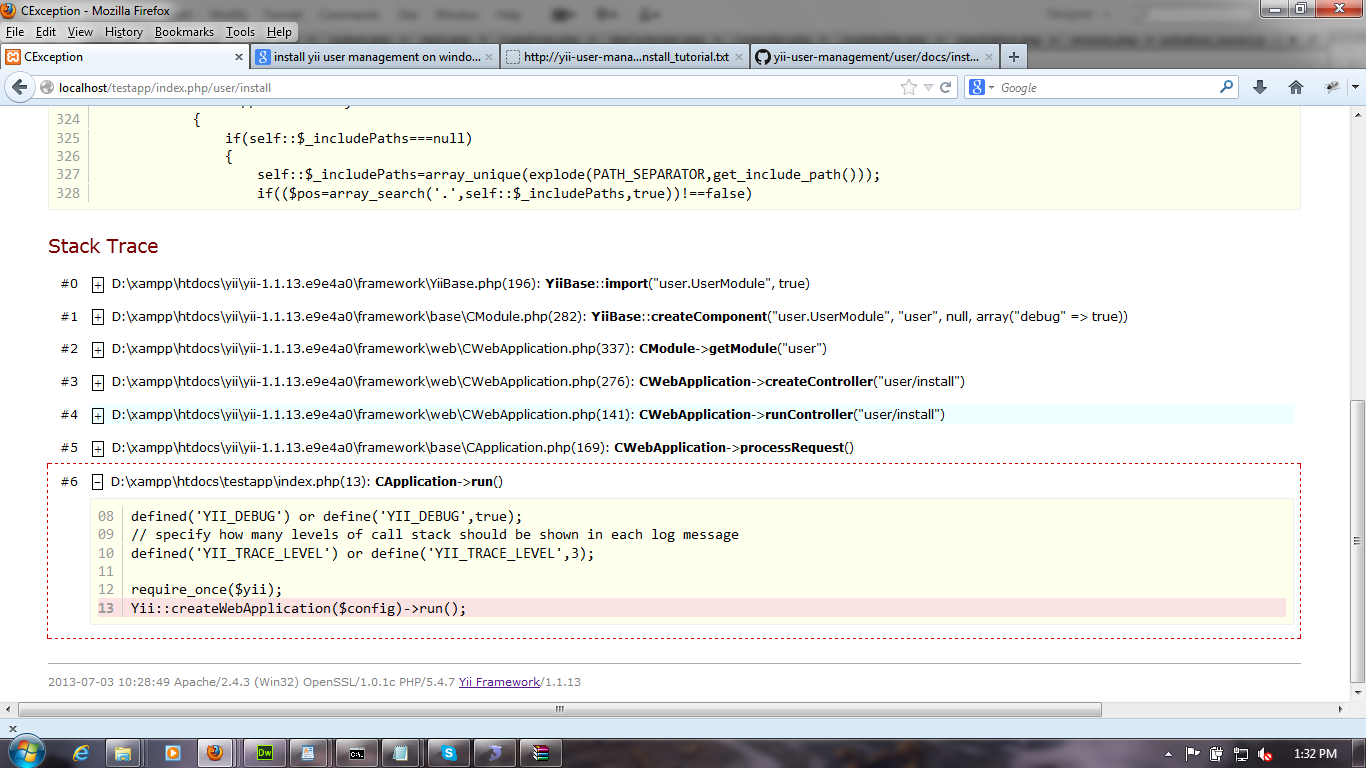 CException - Mozilla Firefox
File Edit View History Bookmarks Tools Help
CException
install yii user management on windo...
http://yii-user-mana...nstall_tutorial.txt
yii-user-management/user/docs/inst...
localhost/testapp/index.php/user/install
Google
324 {
325 if(self::$_includePaths===null)
326 {
327 self::$_includePaths=array_unique(explode(PATH_SEPARATOR,get_include_path()));
328 if(($pos=array_search('.',self::$_includePaths,true))!==false)
Stack Trace
#0 + D:\xampp\htdocs\yii\yii-1.1.13.e9e4a0\framework\YiiBase.php(196): YiiBase::import("user.UserModule", true)
#1 + D:\xampp\htdocs\yii\yii-1.1.13.e9e4a0\framework\base\CModule.php(282): YiiBase::createComponent("user.UserModule", "user", null, array("debug" => true))
#2 + D:\xampp\htdocs\yii\yii-1.1.13.e9e4a0\framework\web\CWebApplication.php(337): CModule->getModule("user")
#3 + D:\xampp\htdocs\yii\yii-1.1.13.e9e4a0\framework\web\CWebApplication.php(276): CWebApplication->createController("user/install")
#4 + D:\xampp\htdocs\yii\yii-1.1.13.e9e4a0\framework\web\CWebApplication.php(141): CWebApplication->runController("user/install")
#5 + D:\xampp\htdocs\yii\yii-1.1.13.e9e4a0\framework\base\CApplication.php(169): CWebApplication->processRequest()
#6 − D:\xampp\htdocs\testapp\index.php(13): CApplication->run()
08 defined('YII_DEBUG') or define('YII_DEBUG',true);
09 // specify how many levels of call stack should be shown in each log message
10 defined('YII_TRACE_LEVEL') or define('YII_TRACE_LEVEL',3);
11
12 require_once($yii);
13 Yii::createWebApplication($config)->run();
2013-07-03 10:28:49 Apache/2.4.3 (Win32) OpenSSL/1.0.1c PHP/5.4.7 Yii Framework/1.1.13
1:32 PM